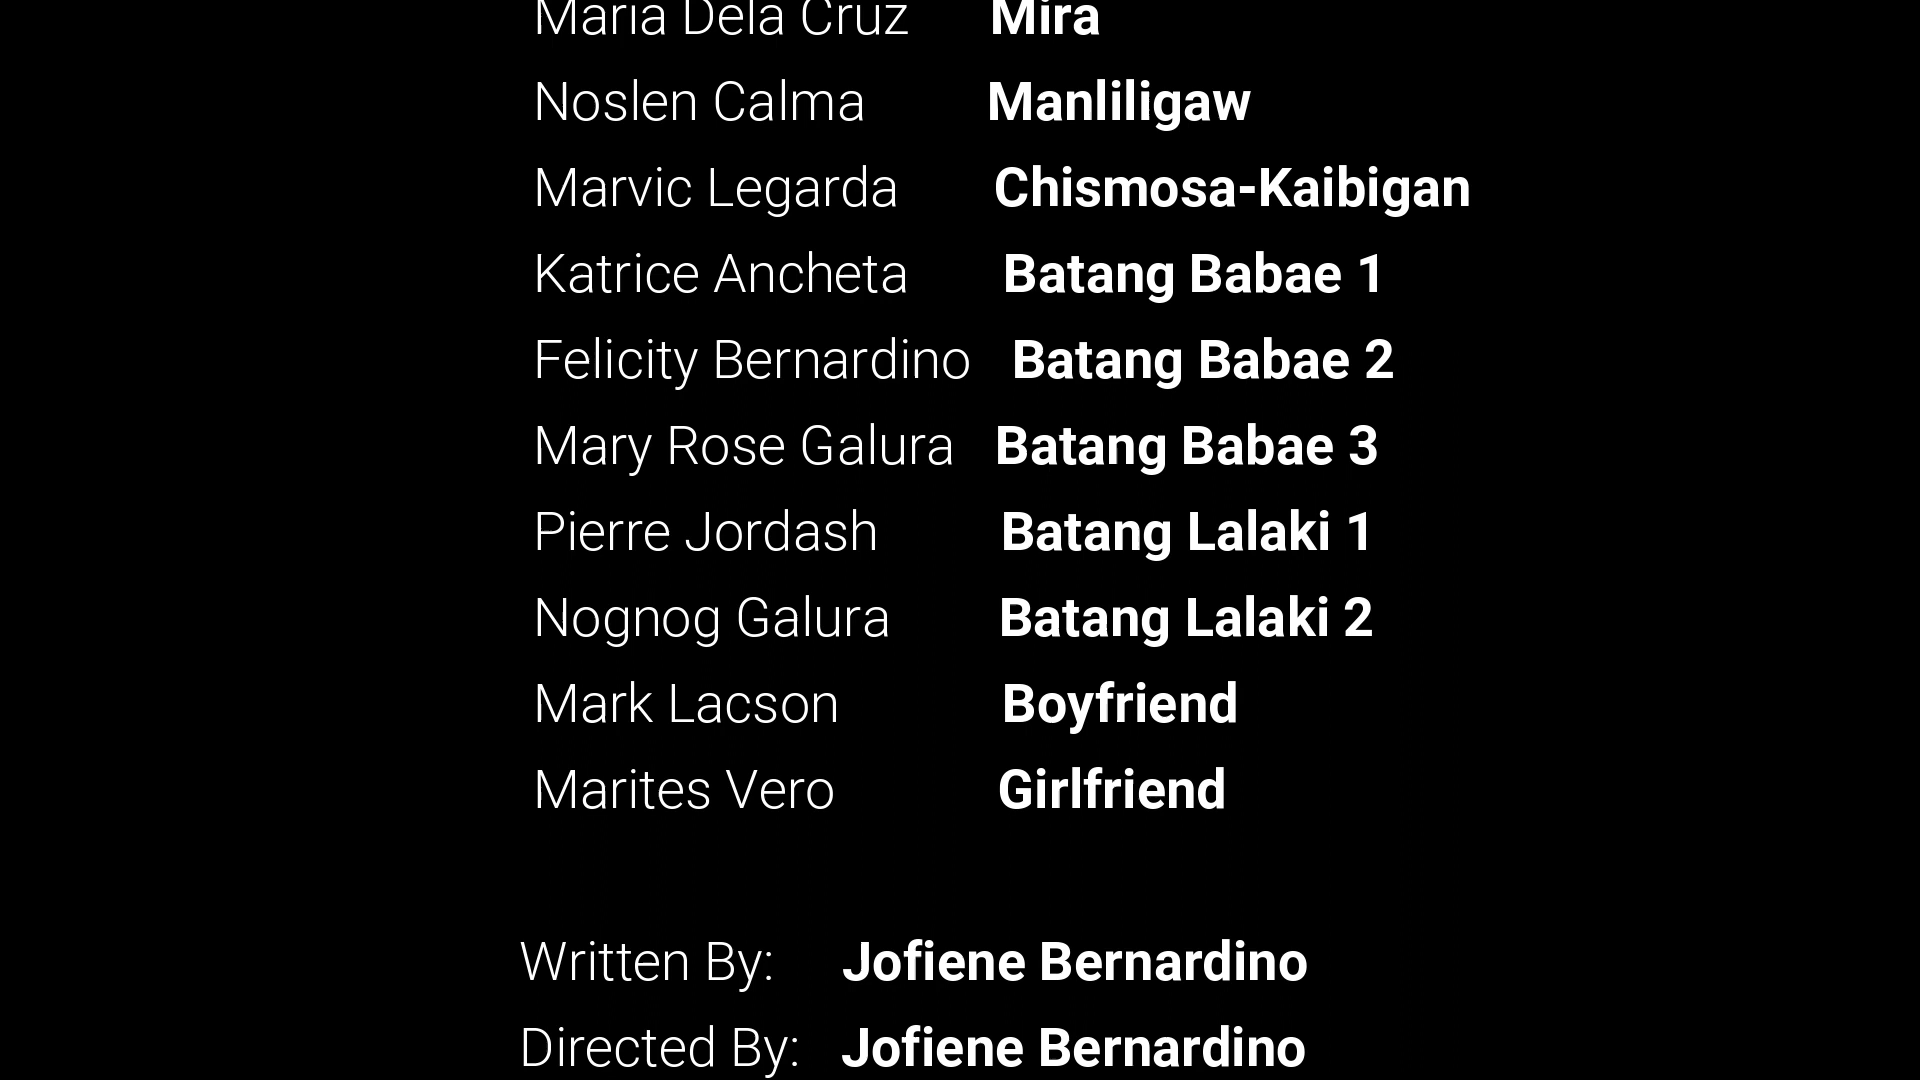 Maria Dela Cruz Mira
Noslen Calma Manliligaw
Marvic Legarda Chismosa-Kaibigan
Katrice Ancheta Batang Babae 1
Felicity Bernardino Batang Babae 2
Mary Rose Galura Batang Babae 3
Pierre Jordash Batang Lalaki 1
Nognog Galura Batang Lalaki 2
Mark Lacson Boyfriend
Marites Vero Girlfriend
Written By: Jofiene Bernardino
Directed By: Jofiene Bernardino